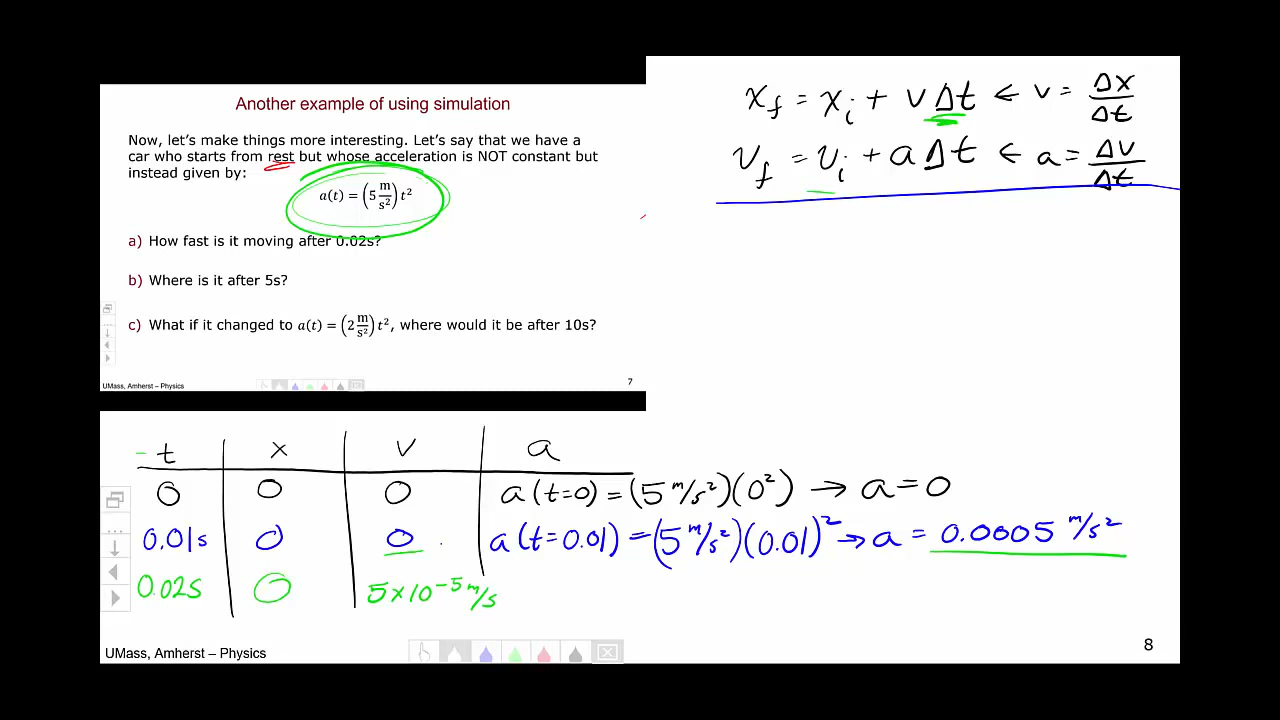 Another example of using simulation
Now, let's make things more interesting. Let's say that we have a
car who starts from rest but whose acceleration is NOT constant but
instead given by:
a(t) = (5 m/s²) t²
a) How fast is it moving after 0.02s?
b) Where is it after 5s?
c) What if it changed to a(t) = (2 m/s²) t², where would it be after 10s?
UMass, Amherst – Physics
7
x_f = x_i + v Δt ← v = Δx/Δt
v_f = v_i + a Δt ← a = Δv/Δt
t x v a
0 0 0 a(t=0) = (5 m/s²)(0²) → a = 0
0.01s 0 0 a(t=0.01) = (5 m/s²)(0.01)² → a = 0.0005 m/s²
0.02s 0 5×10⁻⁵ m/s
UMass, Amherst – Physics
8